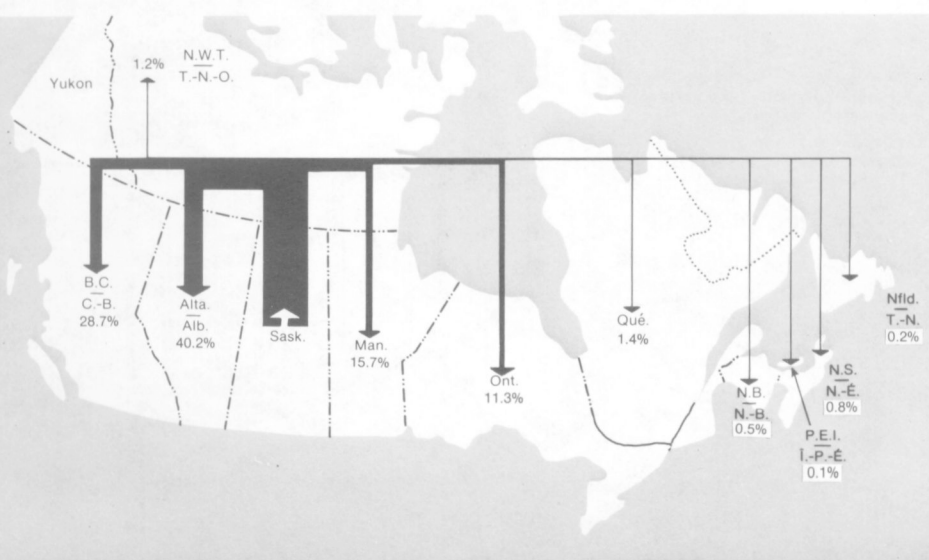 Yukon
1.2%
N.W.T.
T.-N.-O.
B.C.
C.-B.
28.7%
Alta.
Alb.
40.2%
Sask.
Man.
15.7%
Ont.
11.3%
Qué.
1.4%
N.B.
N.-B.
0.5%
P.E.I.
Î.-P.-É.
0.1%
N.S.
N.-É.
0.8%
Nfld.
T.-N.
0.2%